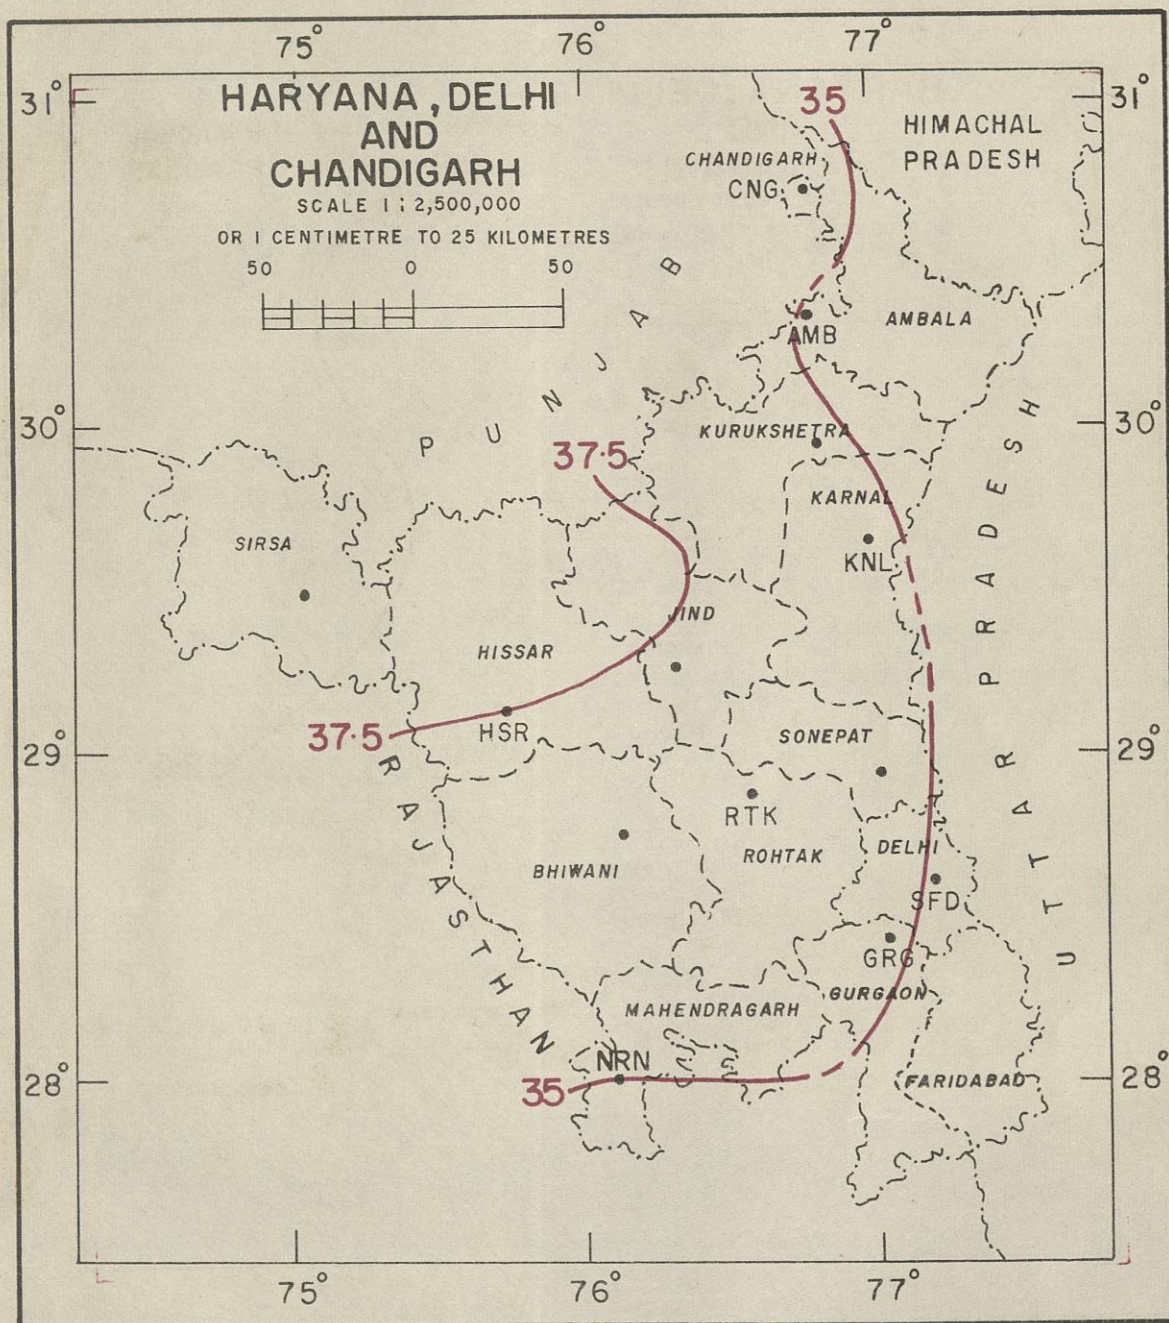 75° 76° 77°
HARYANA, DELHI
AND
CHANDIGARH
SCALE 1:2,500,000
OR 1 CENTIMETRE TO 25 KILOMETRES
50 0 50
31° 31°
35
HIMACHAL
PRADESH
CHANDIGARH
CNG
PUNJAB
AMBALA
AMB
30° 30°
KURUKSHETRA
37·5
KARNAL
KNL
SIRSA
JIND
HISSAR
UTTAR PRADESH
37·5
HSR
SONEPAT
29° 29°
RAJASTHAN
RTK
ROHTAK
DELHI
BHIWANI
SFD
GRG
GURGAON
MAHENDRAGARH
NRN
35
28° 28°
FARIDABAD
75° 76° 77°